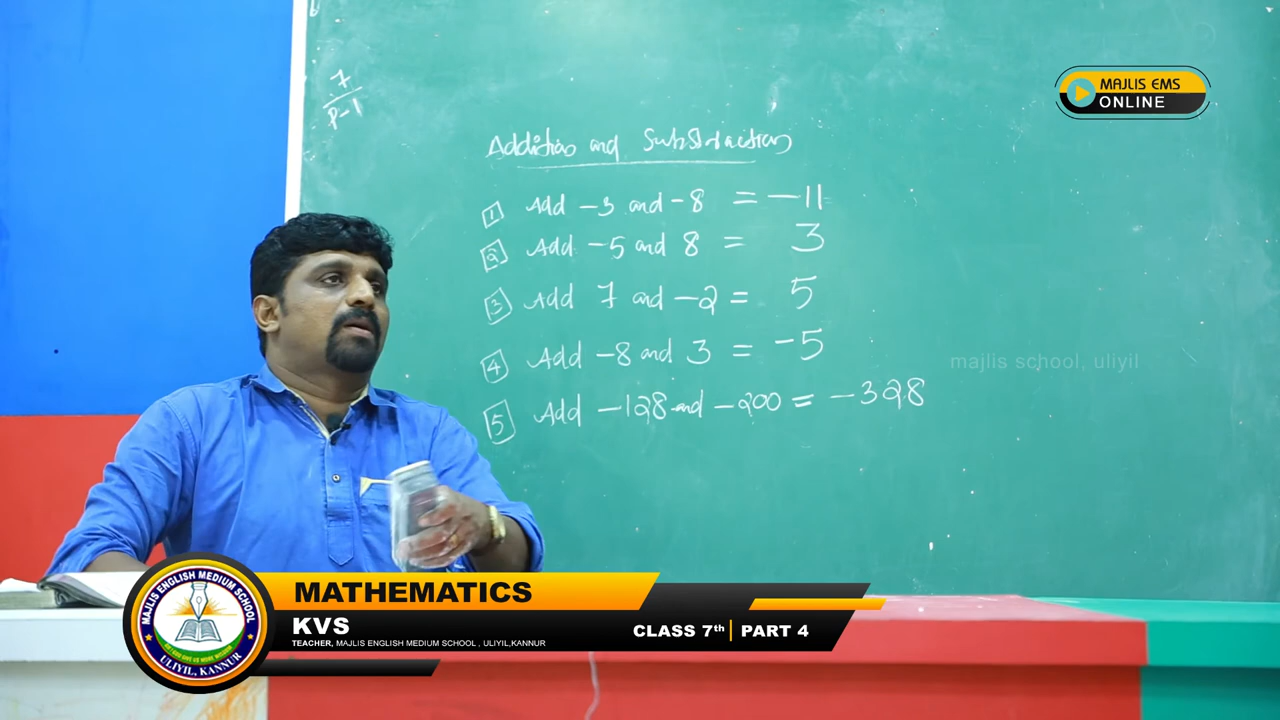 7
P-1
MAJLIS EMS
ONLINE
Addition and Substraction
1 Add -3 and -8 = -11
2 Add -5 and 8 = 3
3 Add 7 and -2 = 5
4 Add -8 and 3 = -5
5 Add -128 and -200 = -328
majlis school, uliyil
MAJLIS ENGLISH MEDIUM SCHOOL
ULIYIL, KANNUR
MATHEMATICS
KVS
TEACHER, MAJLIS ENGLISH MEDIUM SCHOOL , ULIYIL,KANNUR
CLASS 7th | PART 4